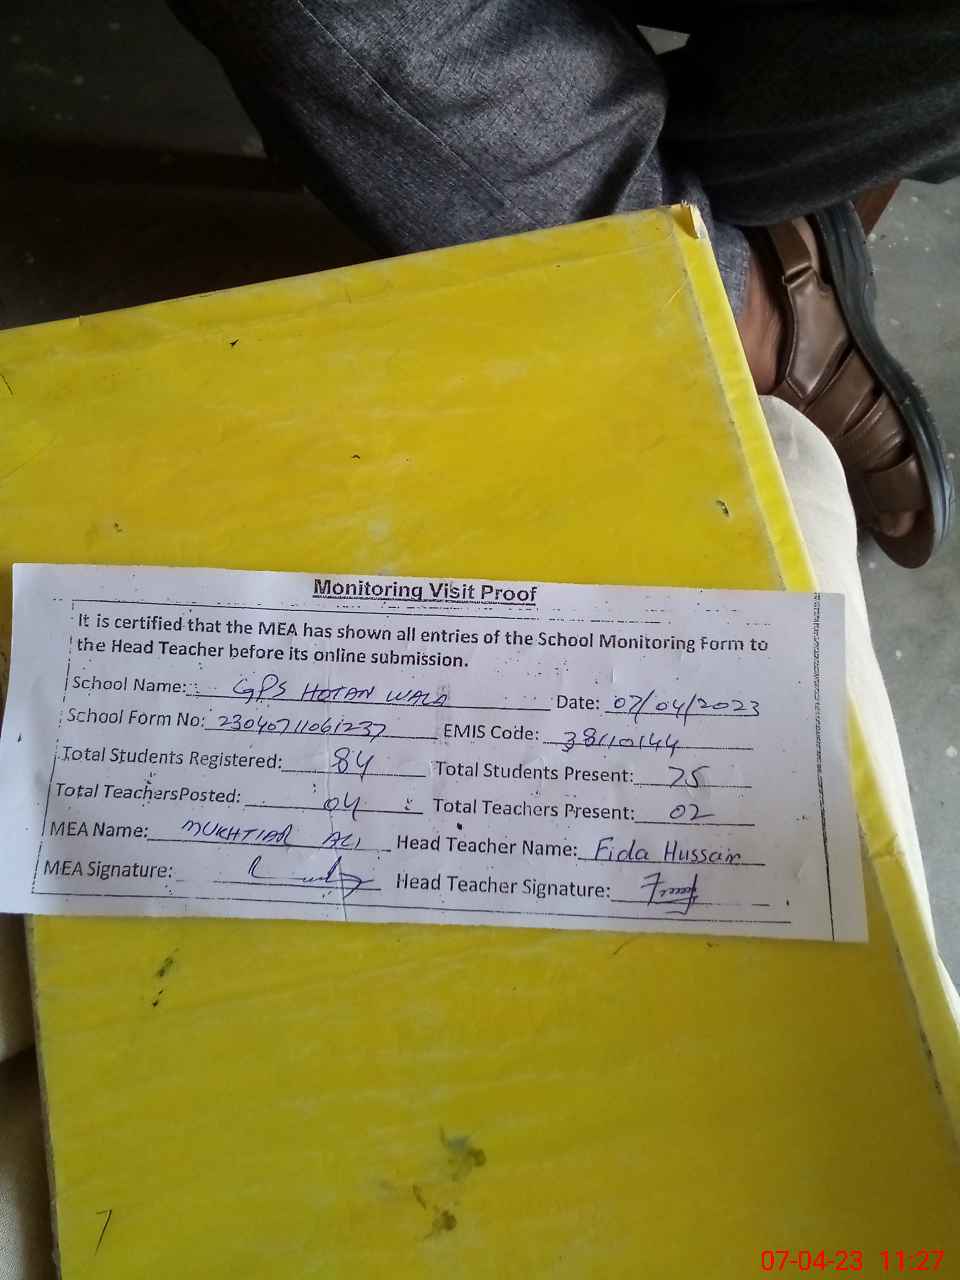 Monitoring Visit Proof
It is certified that the MEA has shown all entries of the School Monitoring Form to
the Head Teacher before its online submission.
School Name: GPS HOTAN WALA Date: 07/04/2023
School Form No: 23040711061237 EMIS Code: 38110144
Total Students Registered: 84 Total Students Present: 25
Total TeachersPosted: 04 Total Teachers Present: 02
MEA Name: MUKHTIAR ALI Head Teacher Name: Fida Hussain
MEA Signature: Head Teacher Signature:
07-04-23 11:27